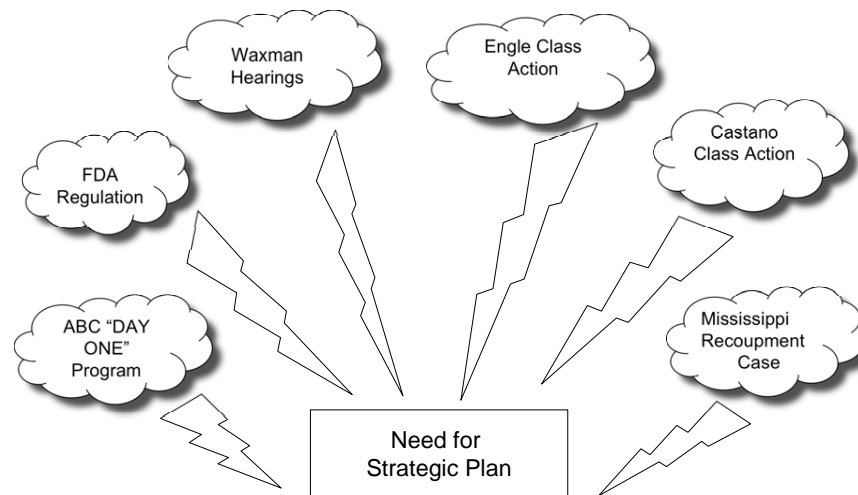 Waxman
Hearings
Engle Class
Action
FDA
Regulation
Castano
Class Action
ABC “DAY
ONE”
Program
Mississippi
Recoupment
Case
Need for
Strategic Plan